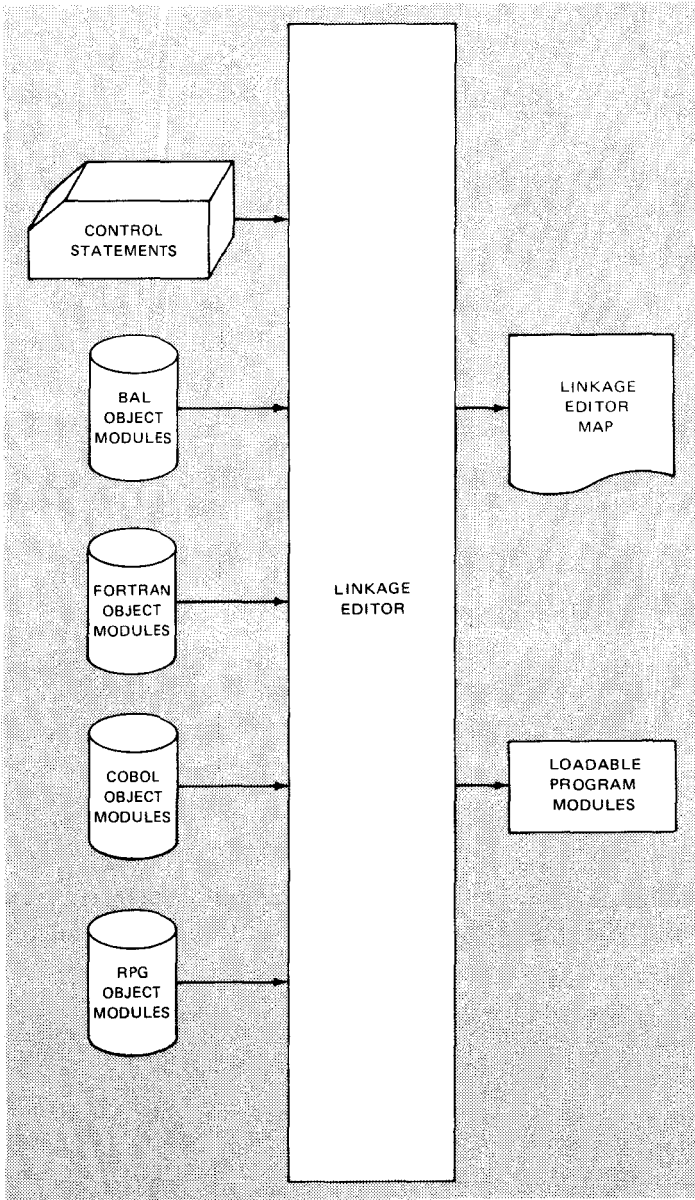 CONTROL
STATEMENTS
BAL
OBJECT
MODULES
FORTRAN
OBJECT
MODULES
COBOL
OBJECT
MODULES
RPG
OBJECT
MODULES
LINKAGE
EDITOR
LINKAGE
EDITOR
MAP
LOADABLE
PROGRAM
MODULES